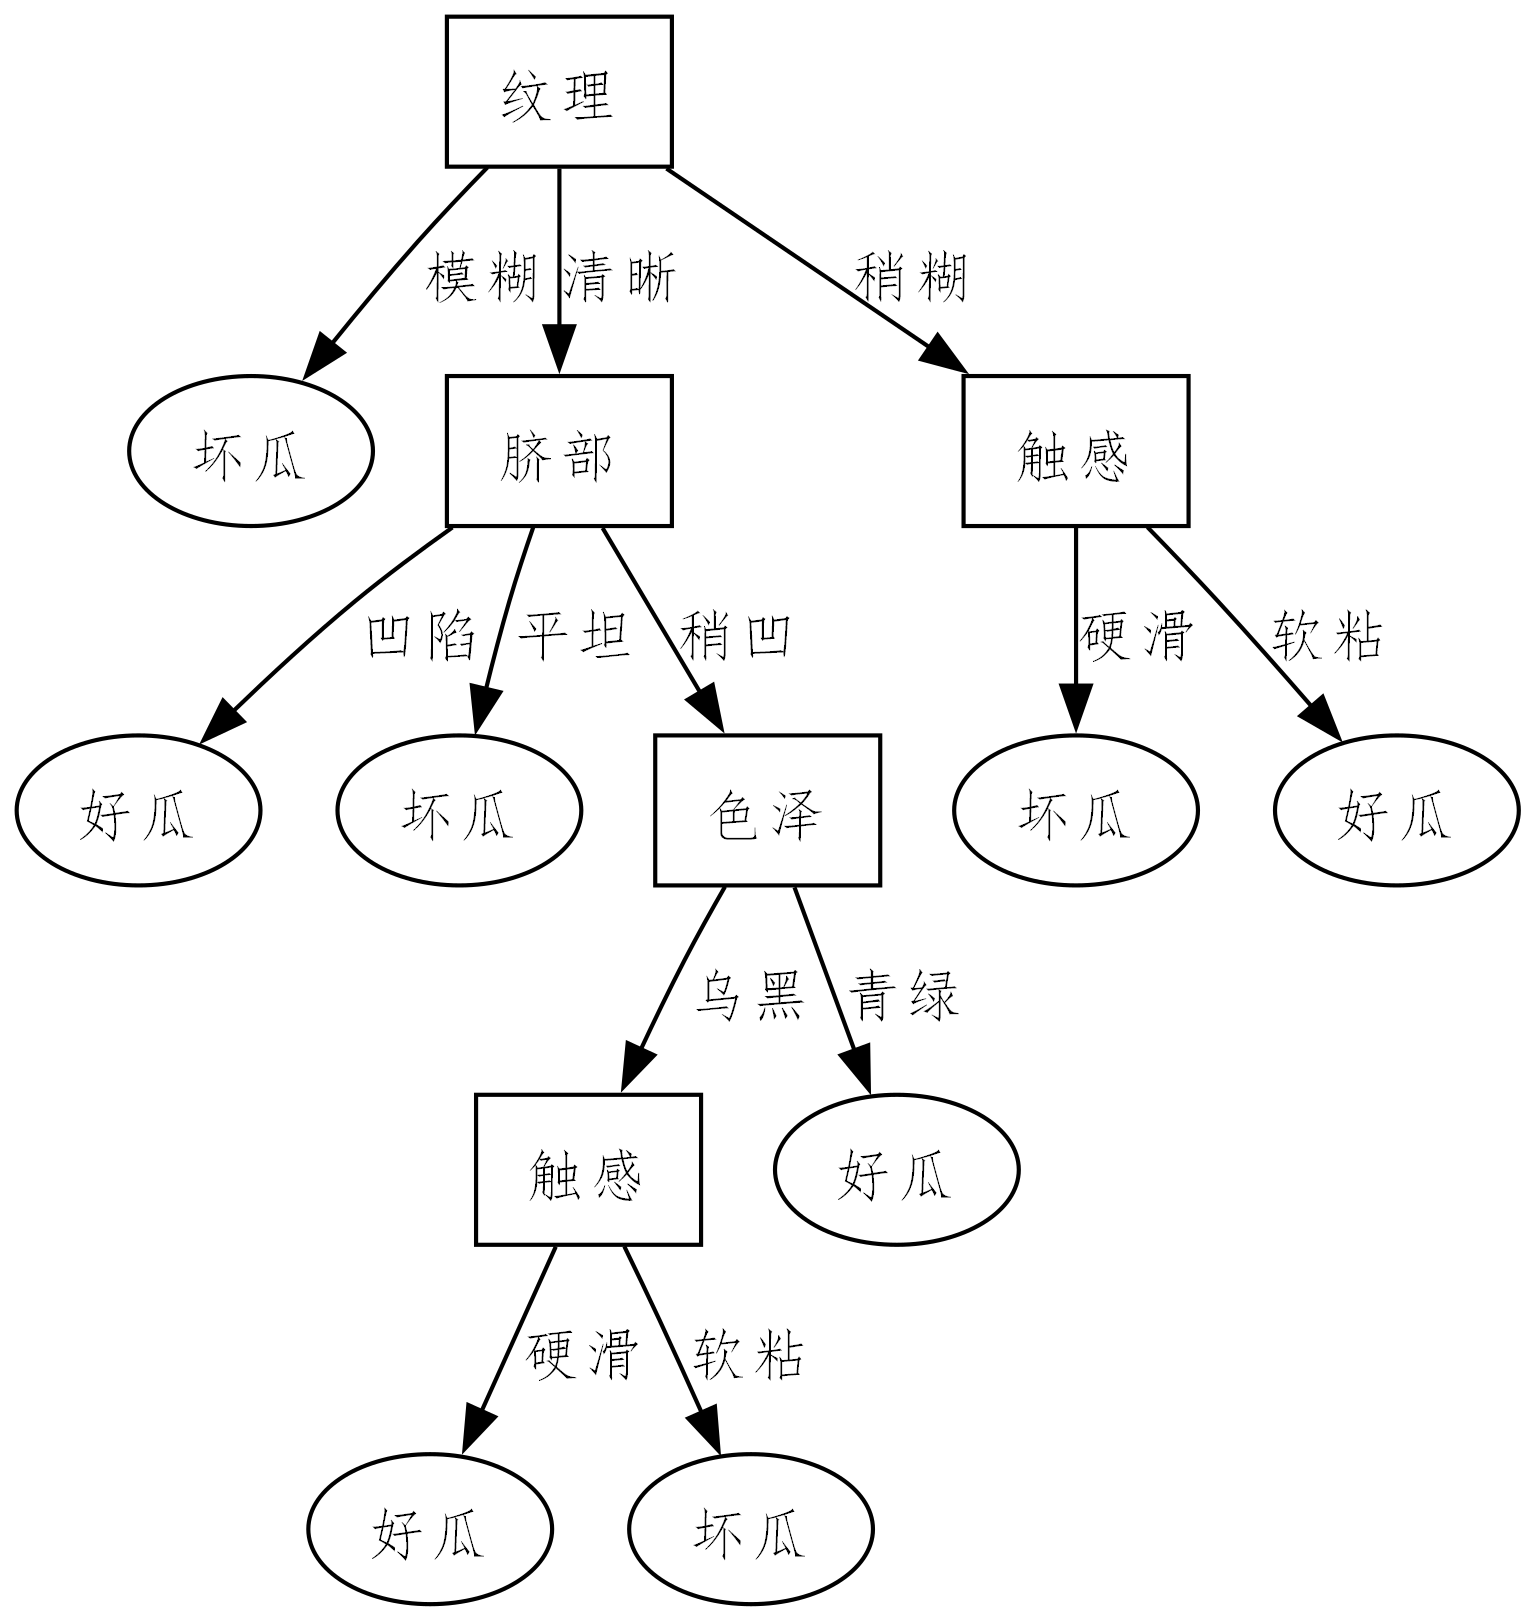 纹理
模糊
清晰
稍糊
坏瓜
脐部
触感
凹陷
平坦
稍凹
硬滑
软粘
好瓜
坏瓜
色泽
坏瓜
好瓜
乌黑
青绿
触感
好瓜
硬滑
软粘
好瓜
坏瓜